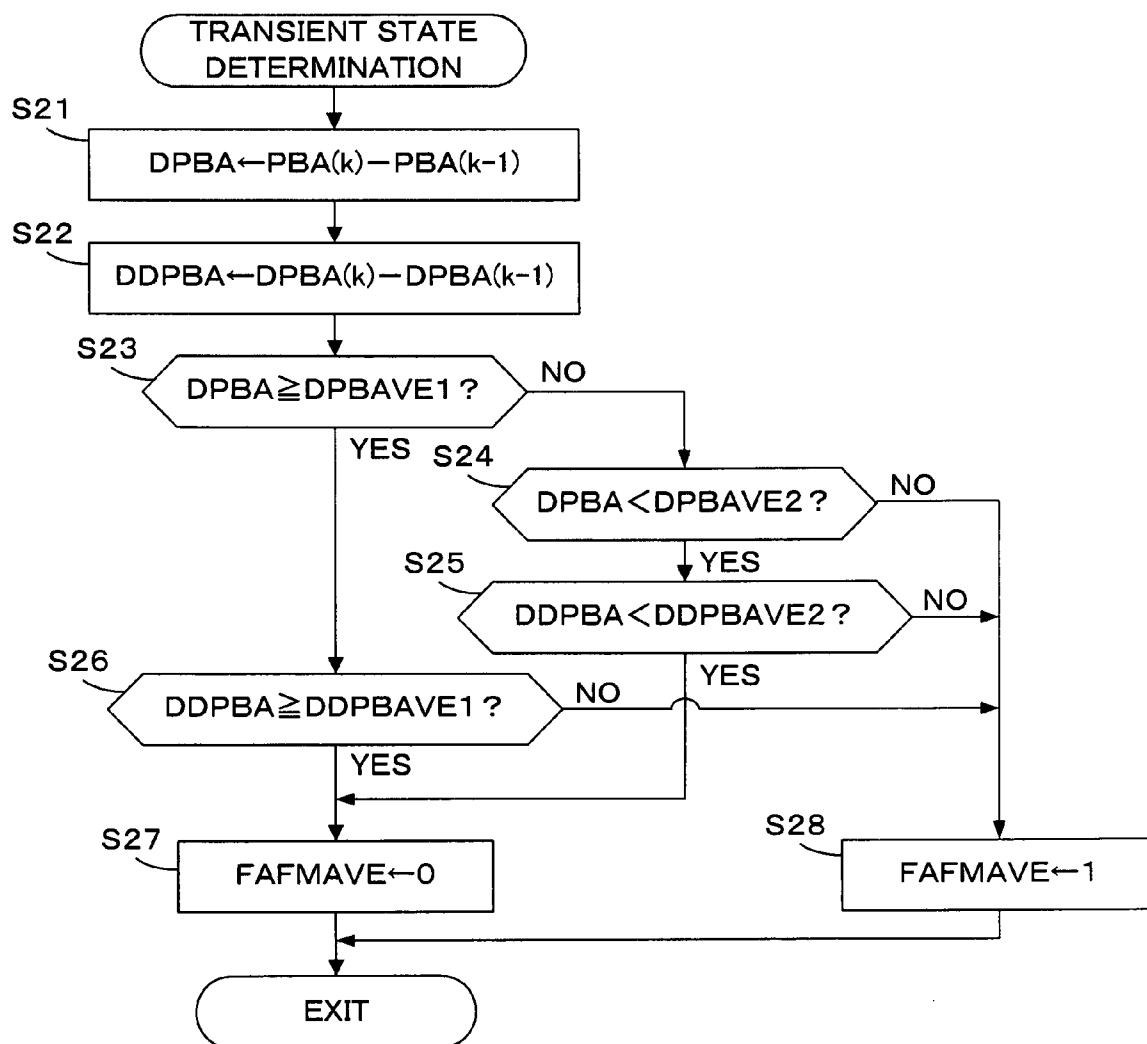 TRANSIENT STATE
DETERMINATION
S21
DPBA←PBA(k)−PBA(k-1)
S22
DDPBA←DPBA(k)−DPBA(k-1)
S23
DPBA≧DPBAVE1?
NO
YES
S24
DPBA<DPBAVE2?
NO
YES
S25
DDPBA<DDPBAVE2?
NO
YES
S26
DDPBA≧DDPBAVE1?
NO
YES
S27
FAFMAVE←0
S28
FAFMAVE←1
EXIT